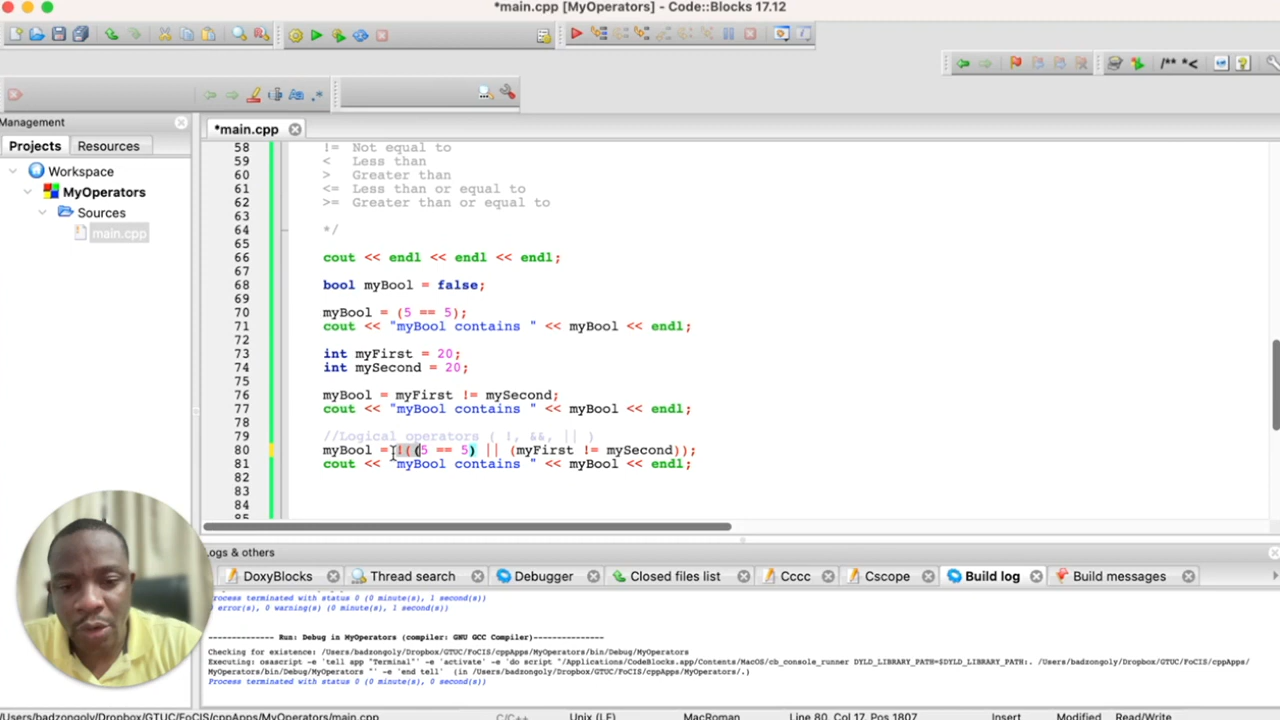 *main.cpp [MyOperators] - Code::Blocks 17.12
/** *<
Management
*main.cpp
Projects Resources
Workspace
MyOperators
Sources
main.cpp
58 != Not equal to
59 < Less than
60 > Greater than
61 <= Less than or equal to
62 >= Greater than or equal to
63
64 */
65
66 cout << endl << endl << endl;
67
68 bool myBool = false;
69
70 myBool = (5 == 5);
71 cout << "myBool contains " << myBool << endl;
72
73 int myFirst = 20;
74 int mySecond = 20;
75
76 myBool = myFirst != mySecond;
77 cout << "myBool contains " << myBool << endl;
78
79 //Logical operators ( !, &&, || )
80 myBool = !((5 == 5) || (myFirst != mySecond));
81 cout << "myBool contains " << myBool << endl;
82
83
84
85
Logs & others
DoxyBlocks Thread search Debugger Closed files list Cccc Cscope Build log Build messages
Process terminated with status 0 (0 minute(s), 1 second(s))
0 error(s), 0 warning(s) (0 minute(s), 1 second(s))
-------------- Run: Debug in MyOperators (compiler: GNU GCC Compiler)---------------
Checking for existence: /Users/badzongoly/Dropbox/GTUC/FoCIS/cppApps/MyOperators/bin/Debug/MyOperators
Executing: osascript -e 'tell app "Terminal"' -e 'activate' -e 'do script "/Applications/CodeBlocks.app/Contents/MacOS/cb_console_runner DYLD_LIBRARY_PATH=$DYLD_LIBRARY_PATH:. /Users/badzongoly/Dropbox/GTUC/FoCIS/cppApps/
MyOperators/bin/Debug/MyOperators "' -e 'end tell' (in /Users/badzongoly/Dropbox/GTUC/FoCIS/cppApps/MyOperators/.)
Process terminated with status 0 (0 minute(s), 0 second(s))
/Users/badzongoly/Dropbox/GTUC/FoCIS/cppApps/MyOperators/main.cpp C/C++ Unix (LF) MacRoman Line 80, Col 17, Pos 1807 Insert Modified Read/Write